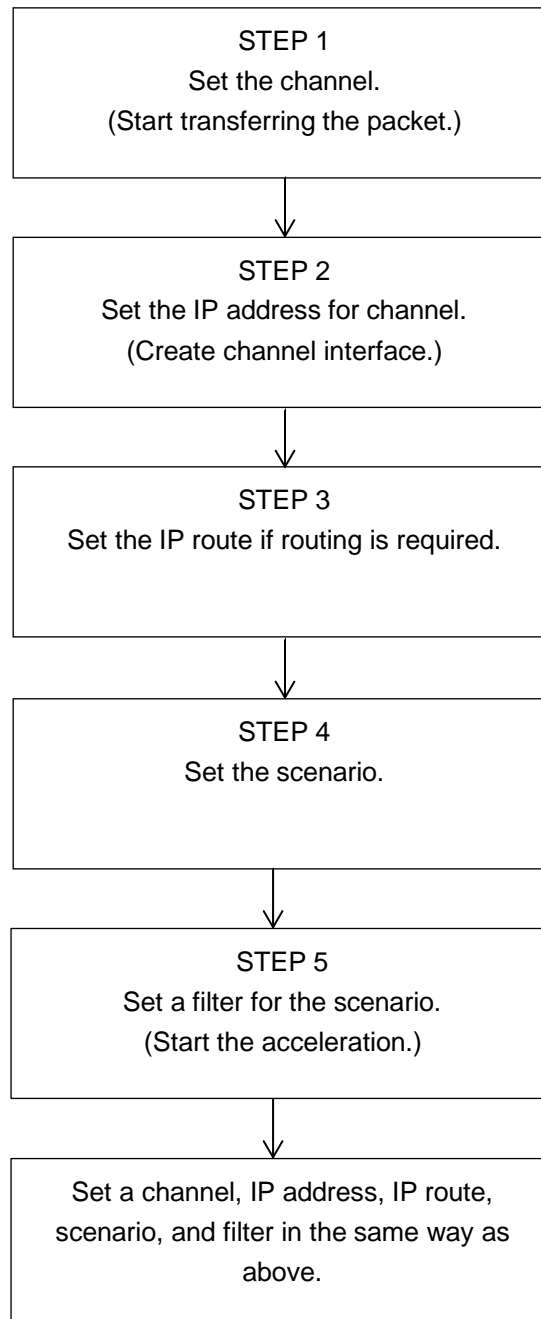 STEP 1
Set the channel.
(Start transferring the packet.)
STEP 2
Set the IP address for channel.
(Create channel interface.)
STEP 3
Set the IP route if routing is required.
STEP 4
Set the scenario.
STEP 5
Set a filter for the scenario.
(Start the acceleration.)
Set a channel, IP address, IP route,
scenario, and filter in the same way as
above.